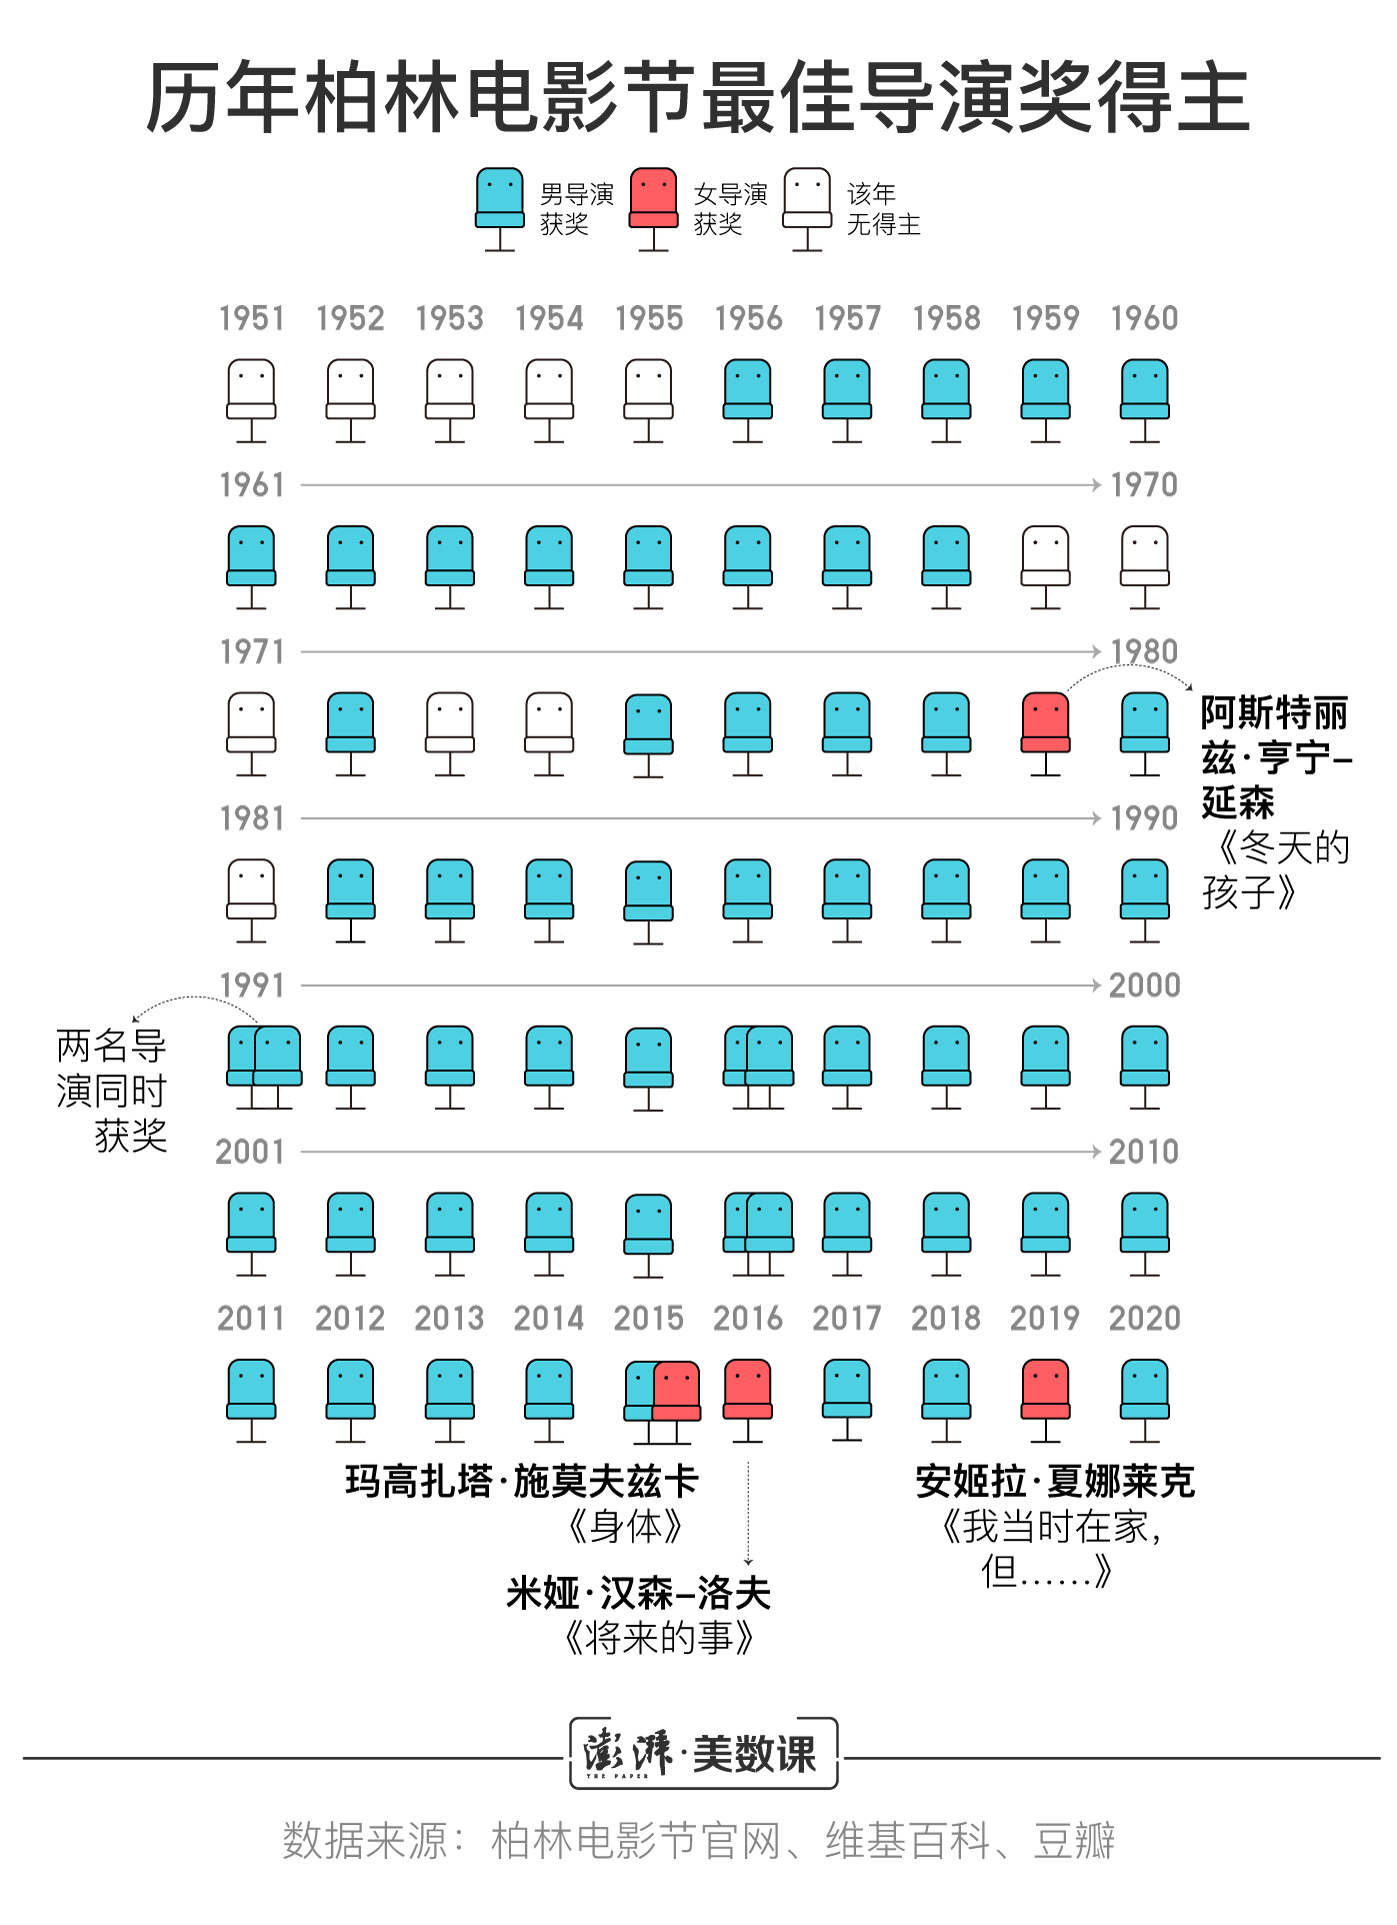 历年柏林电影节最佳导演奖得主
男导演
获奖
女导演
获奖
该年
无得主
1951 1952 1953 1954 1955 1956 1957 1958 1959 1960
1961 1970
1971 1980
阿斯特丽
兹·亨宁-
延森
《冬天的
孩子》
1981 1990
1991 2000
两名导
演同时
获奖
2001 2010
2011 2012 2013 2014 2015 2016 2017 2018 2019 2020
玛高扎塔·施莫夫兹卡
《身体》
米娅·汉森-洛夫
《将来的事》
安姬拉·夏娜莱克
《我当时在家，
但……》
澎湃·美数课
THE PAPER
数据来源：柏林电影节官网、维基百科、豆瓣